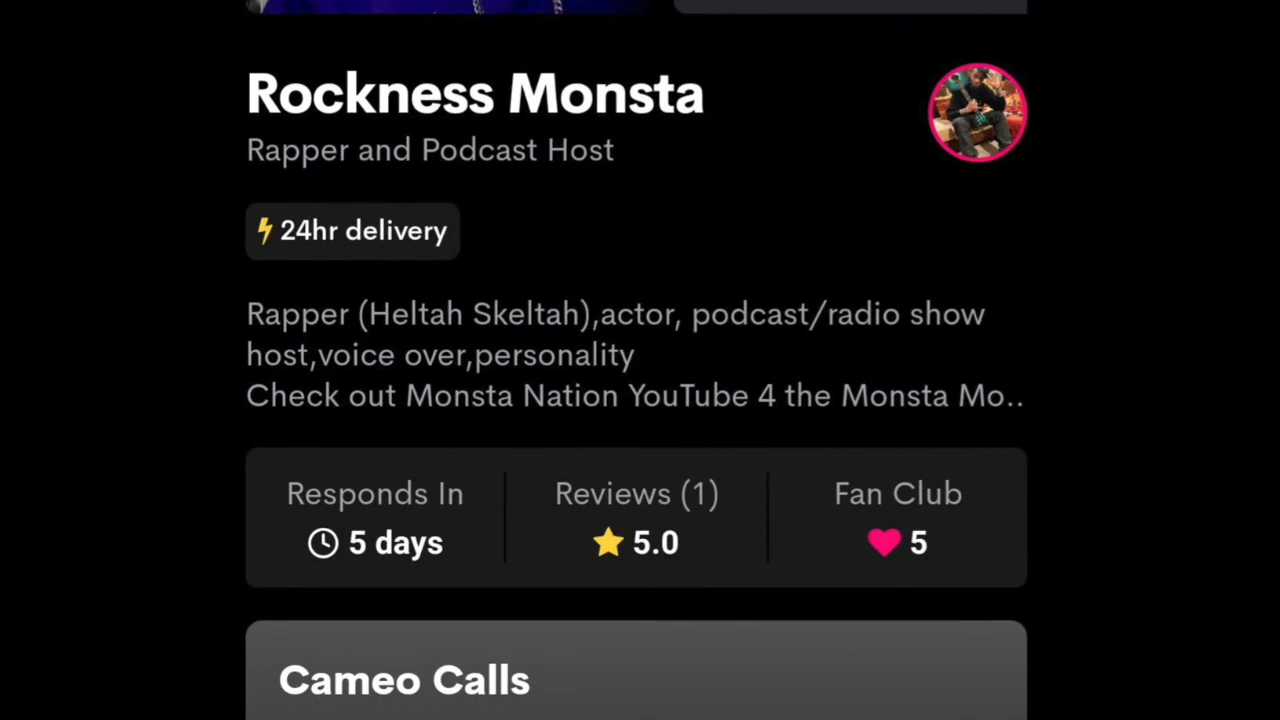 Rockness Monsta
Rapper and Podcast Host
24hr delivery
Rapper (Heltah Skeltah),actor, podcast/radio show
host,voice over,personality
Check out Monsta Nation YouTube 4 the Monsta Mo..
Responds In
Reviews (1)
Fan Club
5 days
5.0
5
Cameo Calls